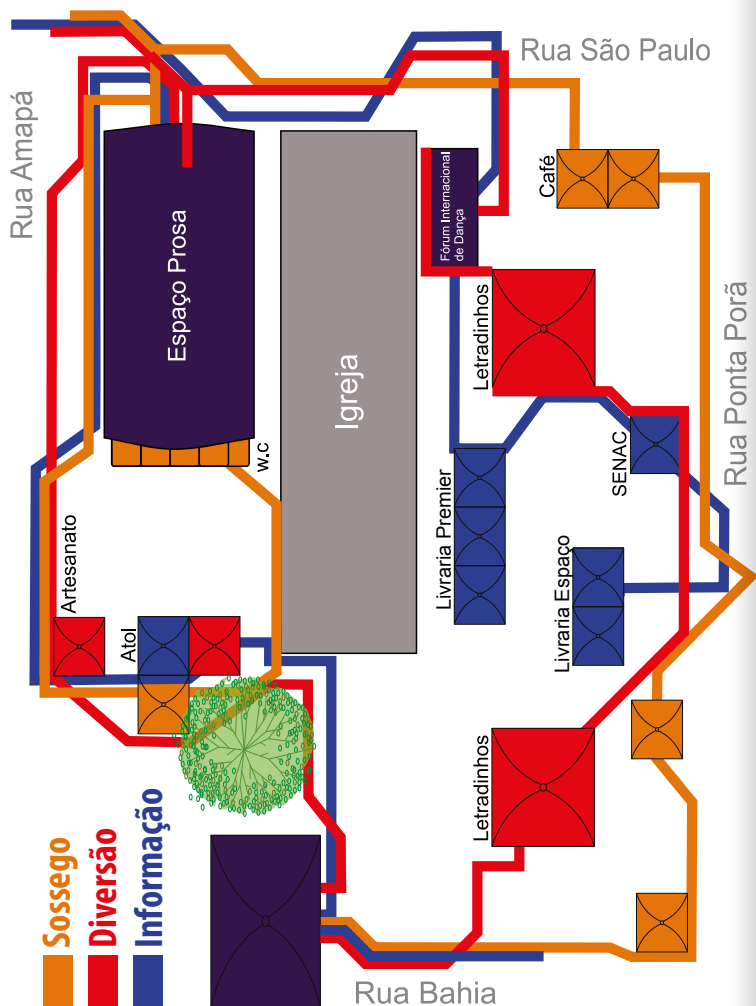 Rua Amapá
Rua São Paulo
Espaço Prosa
w.c
Igreja
Fórum Internacional
de Dança
Café
Letradinhos
Rua Ponta Porã
Artesanato
Atol
Livraria Premier
SENAC
Livraria Espaço
Letradinhos
Sossego
Diversão
Informação
Rua Bahia